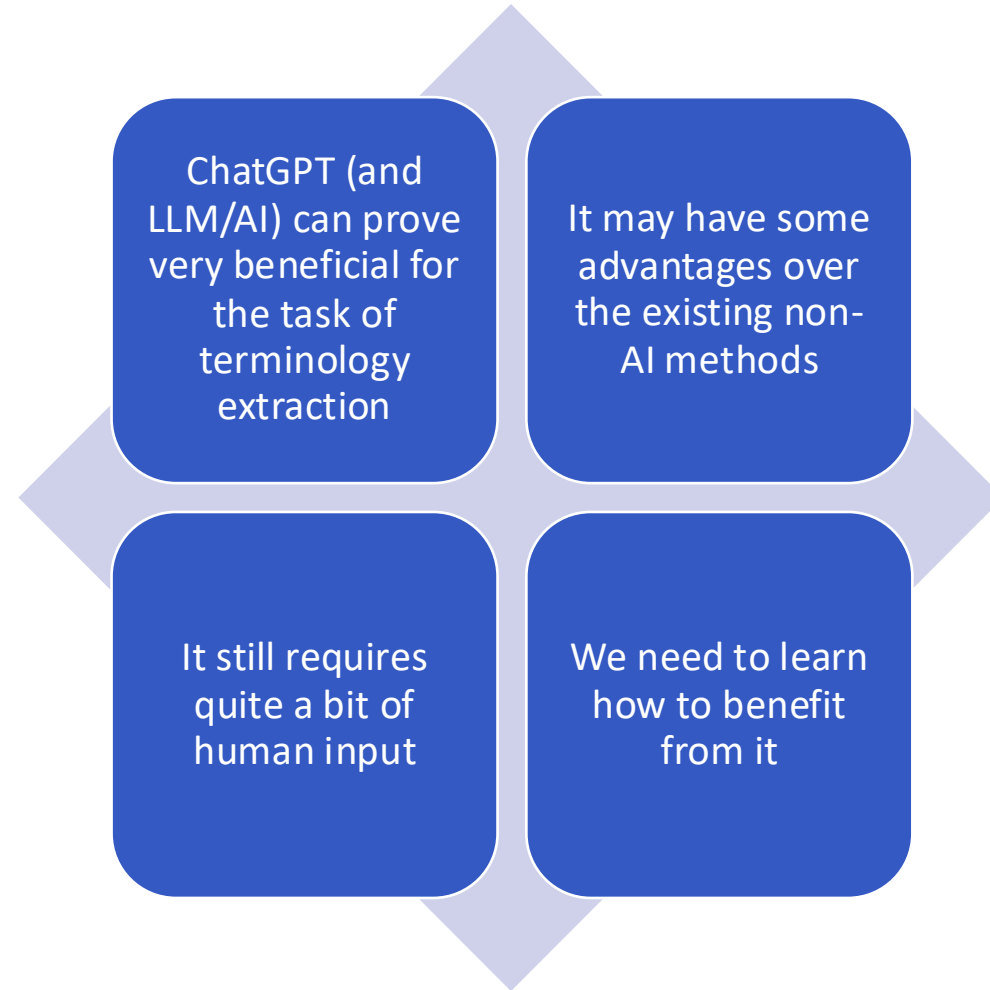 ChatGPT (and
LLM/AI) can prove
very beneficial for
the task of
terminology
extraction
It may have some
advantages over
the existing non-
AI methods
It still requires
quite a bit of
human input
We need to learn
how to benefit
from it